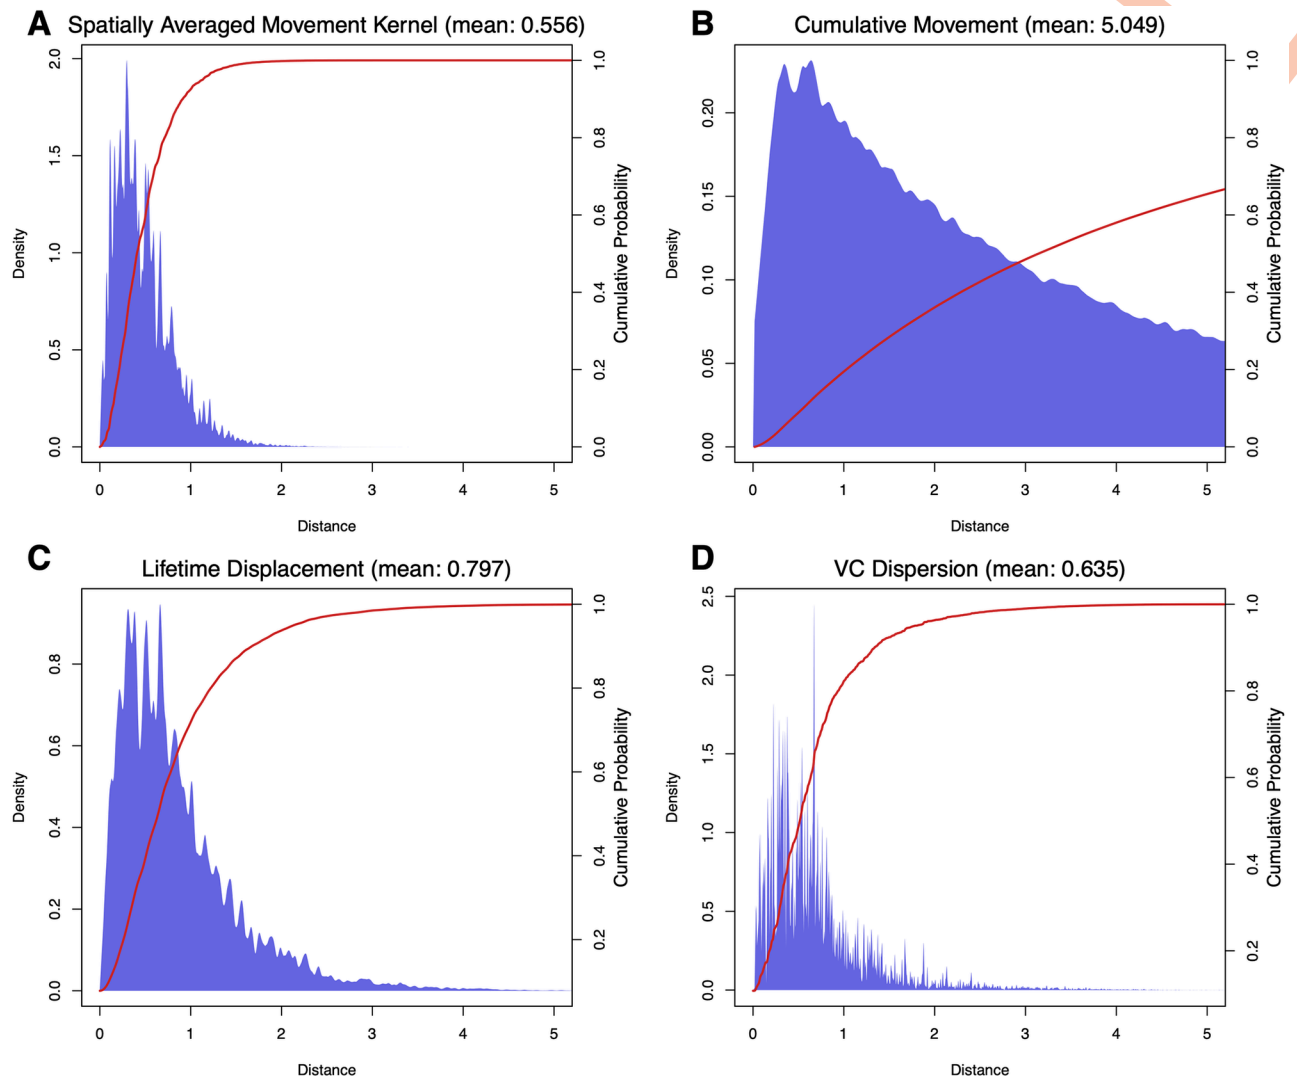 A Spatially Averaged Movement Kernel (mean: 0.556)
Density
0.0 0.5 1.0 1.5 2.0
0 1 2 3 4 5
Distance
0.0 0.2 0.4 0.6 0.8 1.0
Cumulative Probability
B Cumulative Movement (mean: 5.049)
Density
0.00 0.05 0.10 0.15 0.20
0 1 2 3 4 5
Distance
0.0 0.2 0.4 0.6 0.8 1.0
Cumulative Probability
C Lifetime Displacement (mean: 0.797)
Density
0.0 0.2 0.4 0.6 0.8
0 1 2 3 4 5
Distance
0.2 0.4 0.6 0.8 1.0
Cumulative Probability
D VC Dispersion (mean: 0.635)
Density
0.0 0.5 1.0 1.5 2.0 2.5
0 1 2 3 4 5
Distance
0.2 0.4 0.6 0.8 1.0
Cumulative Probability